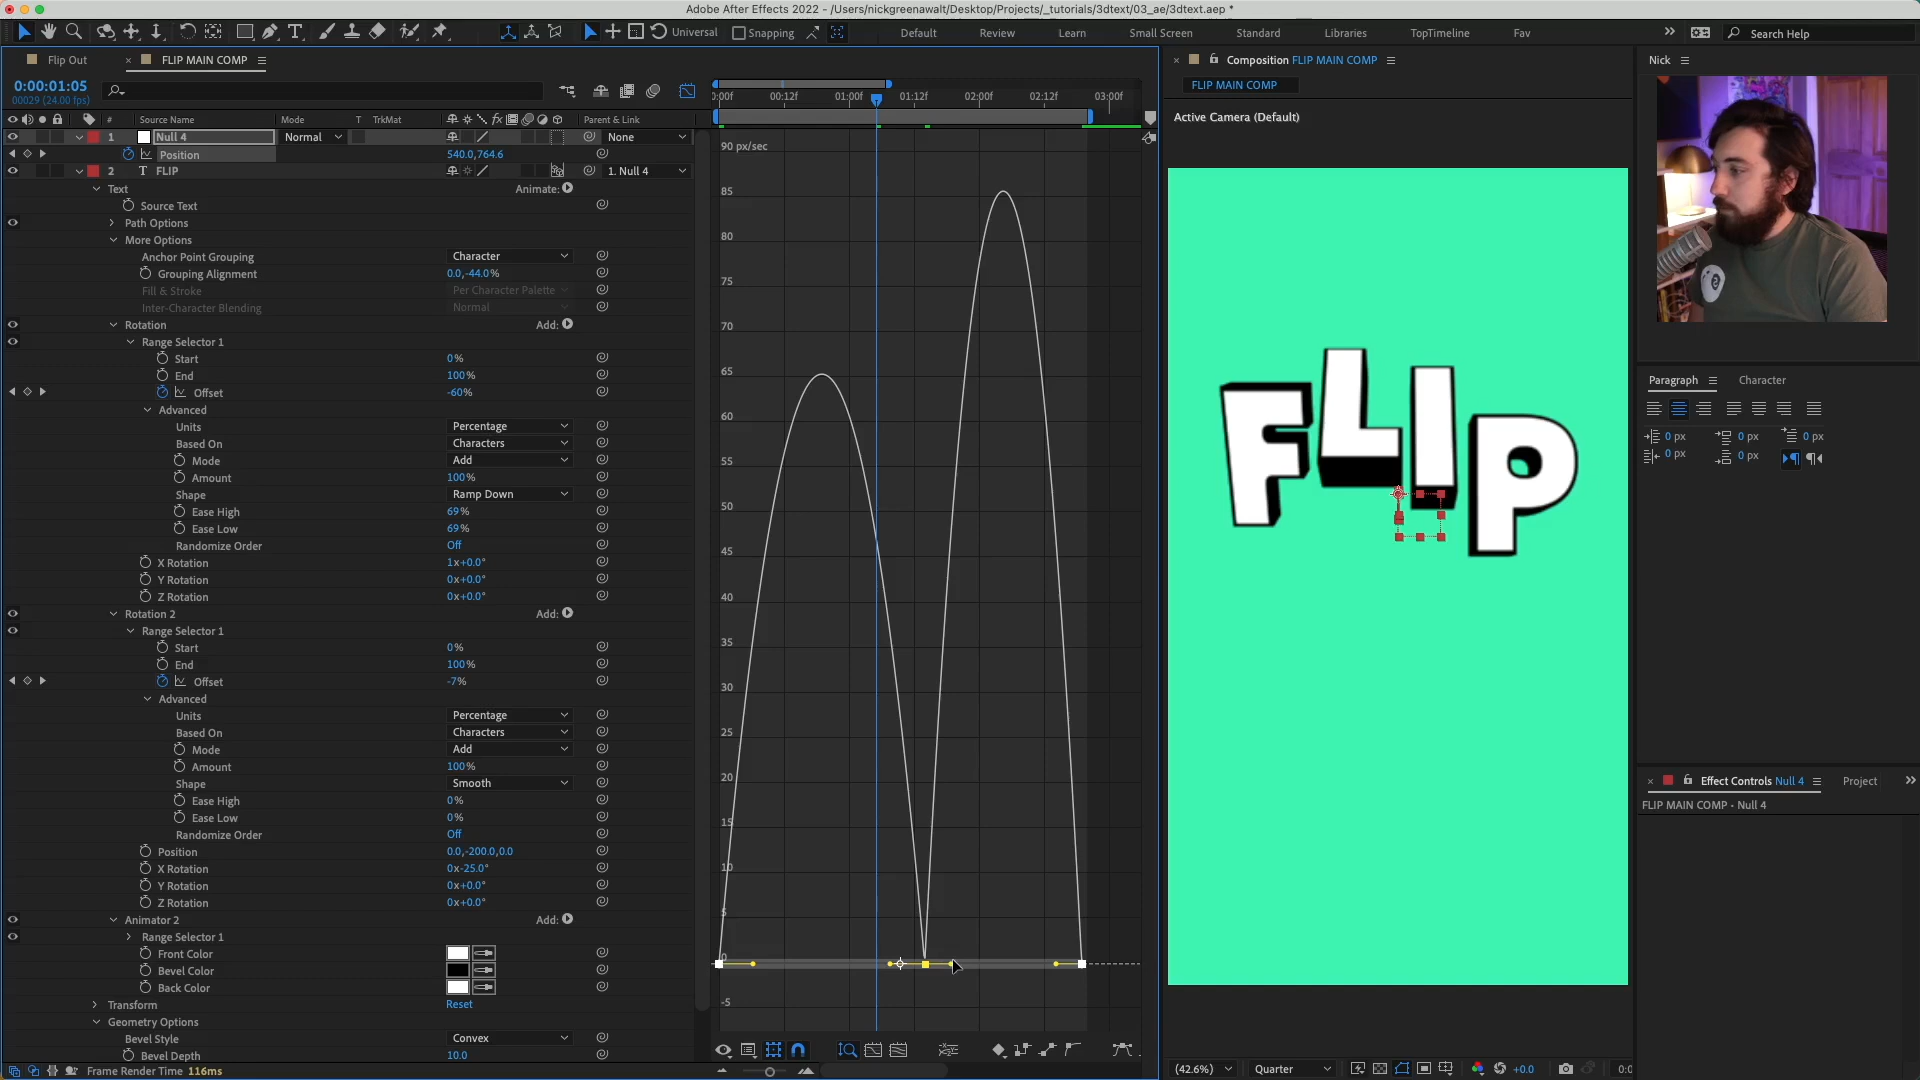 Adobe After Effects 2022 - /Users/nickgreenawalt/Desktop/Projects/_tutorials/3dtext/03_ae/3dtext.aep *
Universal
Snapping
Default
Review
Learn
Small Screen
Standard
Libraries
TopTimeline
Fav
Search Help
Flip Out
FLIP MAIN COMP
Composition FLIP MAIN COMP
Nick
FLIP MAIN COMP
Active Camera (Default)
0:00:01:05
00029 (24.00 fps)
0:00f 00:12f 01:00f 01:12f 02:00f 02:12f 03:00f
# Source Name Mode T TrkMat Parent & Link
1 Null 4 Normal None
Position 540.0,764.6
2 T FLIP 1. Null 4
Text Animate:
Source Text
Path Options
More Options
Anchor Point Grouping Character
Grouping Alignment 0.0,-44.0%
Fill & Stroke Per Character Palette
Inter-Character Blending Normal
Rotation Add:
Range Selector 1
Start 0%
End 100%
Offset -60%
Advanced
Units Percentage
Based On Characters
Mode Add
Amount 100%
Shape Ramp Down
Ease High 69%
Ease Low 69%
Randomize Order Off
X Rotation 1x+0.0°
Y Rotation 0x+0.0°
Z Rotation 0x+0.0°
Rotation 2 Add:
Range Selector 1
Start 0%
End 100%
Offset -7%
Advanced
Units Percentage
Based On Characters
Mode Add
Amount 100%
Shape Smooth
Ease High 0%
Ease Low 0%
Randomize Order Off
Position 0.0,-200.0,0.0
X Rotation 0x-25.0°
Y Rotation 0x+0.0°
Z Rotation 0x+0.0°
Animator 2 Add:
Range Selector 1
Front Color
Bevel Color
Back Color
Transform Reset
Geometry Options
Bevel Style Convex
Bevel Depth 10.0
Frame Render Time 116ms
90 px/sec
85
80
75
70
65
60
55
50
45
40
35
30
25
20
15
10
5
0
-5
FLIP
Paragraph
Character
0 px 0 px 0 px
0 px 0 px
Effect Controls Null 4
Project
FLIP MAIN COMP • Null 4
(42.6%) Quarter +0.0 0:0